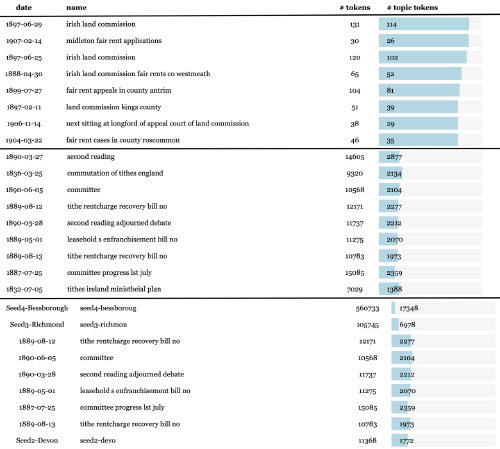 date name # tokens # topic tokens
1897-06-29 irish land commission 131 114
1907-02-14 midleton fair rent applications 30 26
1897-06-25 irish land commission 120 102
1888-04-30 irish land commission fair rents co westmeath 65 52
1899-07-27 fair rent appeals in county antrim 104 81
1897-02-11 land commission kings county 51 39
1906-11-14 next sitting at longford of appeal court of land commission 38 29
1904-03-22 fair rent cases in county roscommon 46 35
1890-03-27 second reading 14605 2877
1836-03-25 commutation of tithes england 9320 2134
1890-06-05 committee 10568 2104
1889-08-12 tithe rentcharge recovery bill no 12171 2277
1890-03-28 second reading adjourned debate 11737 2212
1889-05-01 leasehold s enfranchisement bill no 11275 2070
1889-08-13 tithe rentcharge recovery bill no 10783 1973
1887-07-25 committee progress lst july 15085 2359
1832-07-05 tithes ireland ministbeial plan 7029 1388
Seed4-Bessborough seed4-bessboroug 560733 17348
Seed3-Richmond seed3-richmon 105745 6978
1889-08-12 tithe rentcharge recovery bill no 12171 2277
1890-06-05 committee 10568 2104
1890-03-28 second reading adjourned debate 11737 2212
1889-05-01 leasehold s enfranchisement bill no 11275 2070
1887-07-25 committee progress lst july 15085 2359
1889-08-13 tithe rentcharge recovery bill no 10783 1973
Seed2-Devon seed2-devo 11368 1772